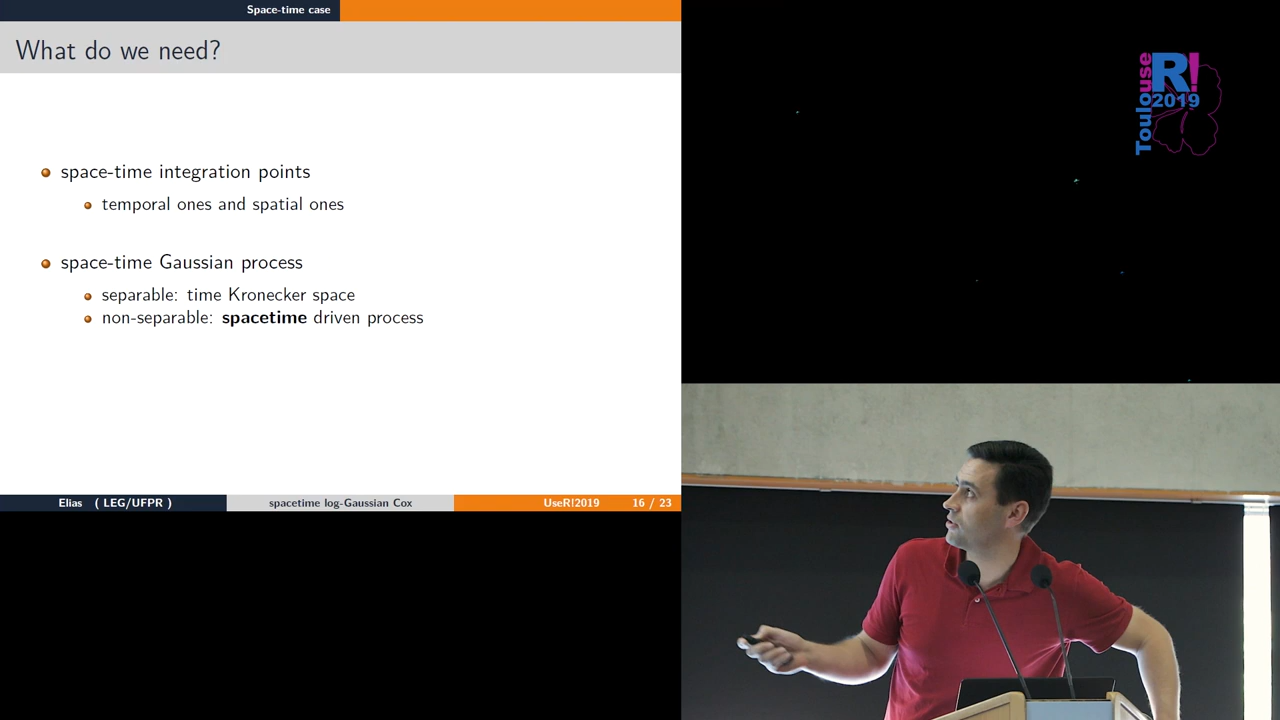 Space-time case
What do we need?
space-time integration points
temporal ones and spatial ones
space-time Gaussian process
separable: time Kronecker space
non-separable: spacetime driven process
Elias ( LEG/UFPR ) spacetime log-Gaussian Cox UseR!2019 16 / 23
Toulouse
R!
2019